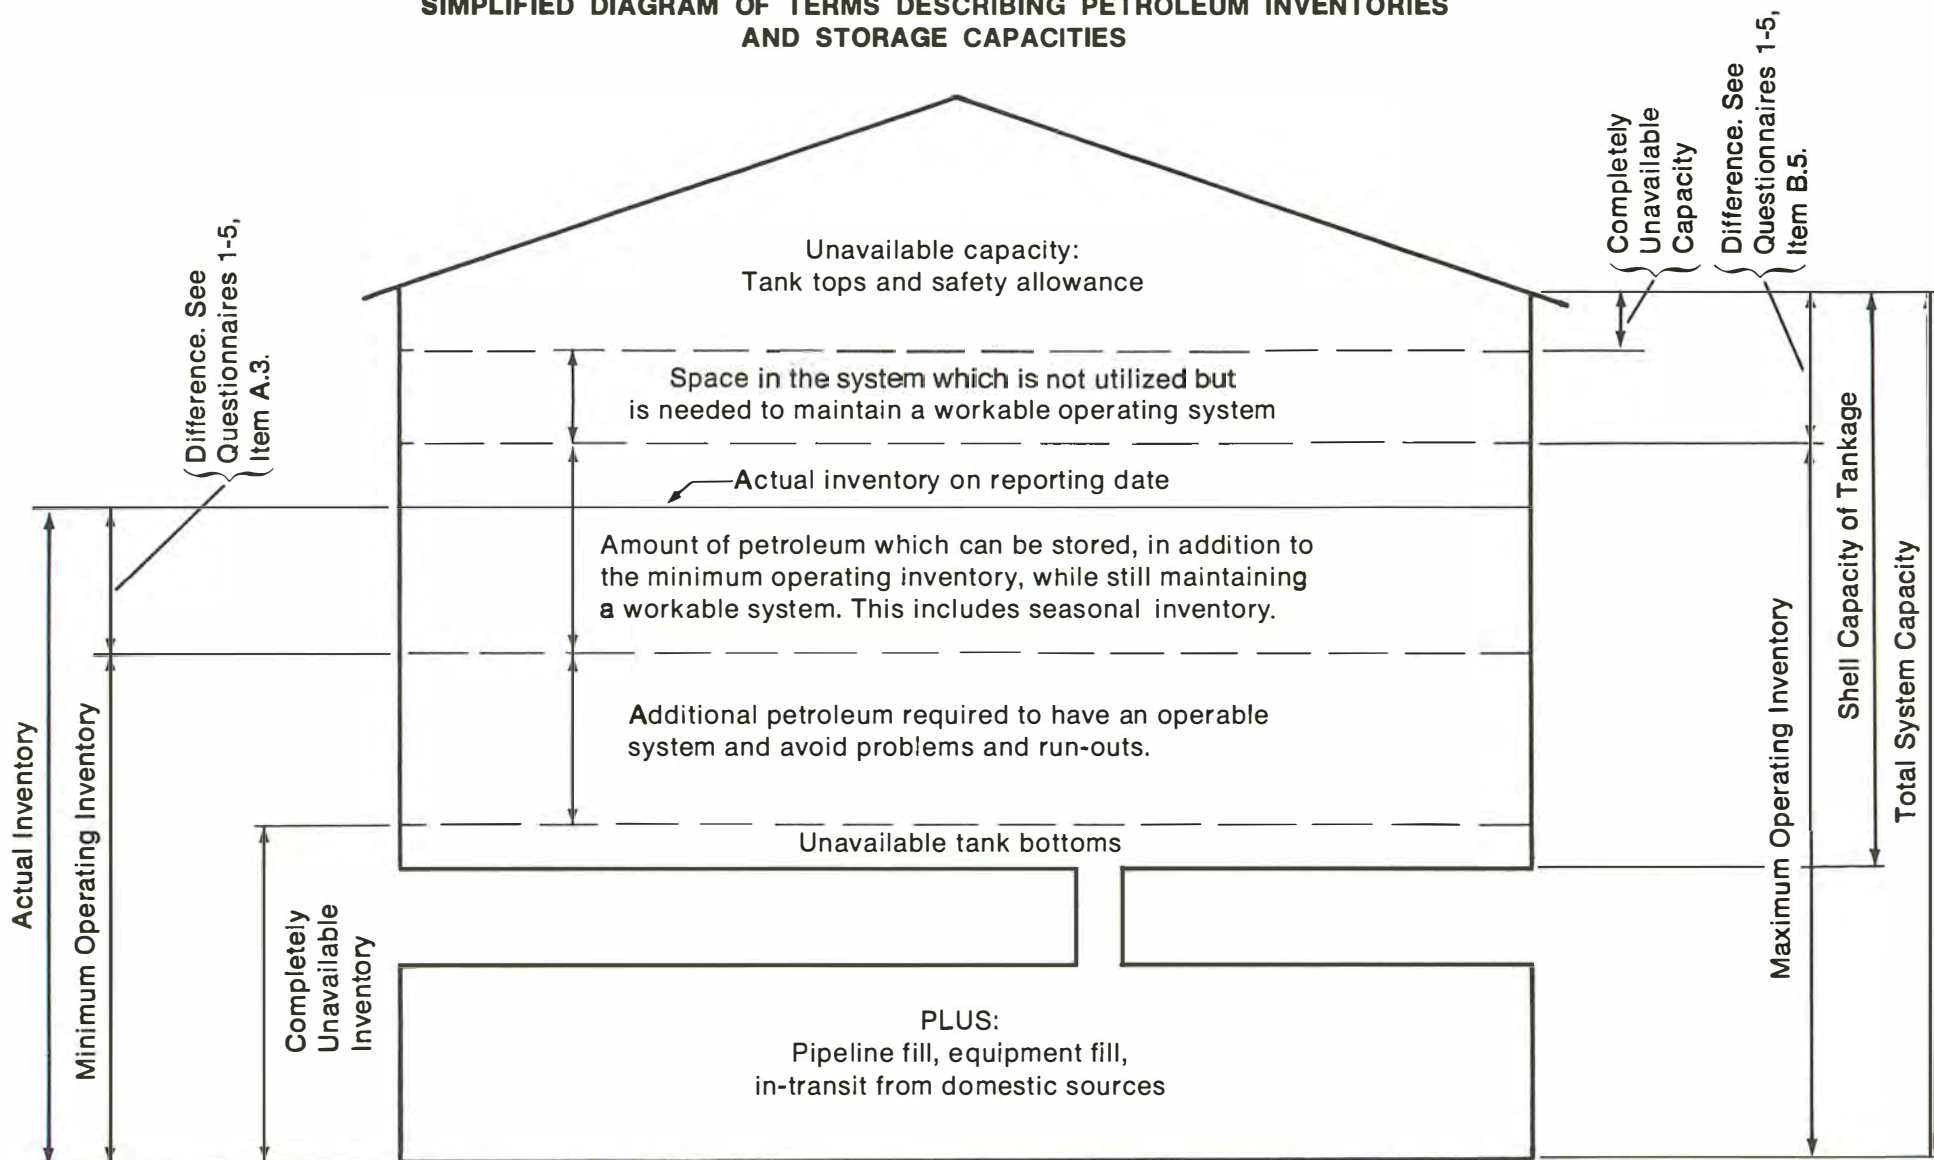 SIMPLIFIED DIAGRAM OF TERMS DESCRIBING PETROLEUM INVENTORIES
AND STORAGE CAPACITIES
Difference. See
Questionnaires 1-5,
Item A.3.
Completely
Unavailable
Capacity
Difference. See
Questionnaires 1-5,
Item B.5.
Unavailable capacity:
Tank tops and safety allowance
Space in the system which is not utilized but
is needed to maintain a workable operating system
Actual inventory on reporting date
Amount of petroleum which can be stored, in addition to
the minimum operating inventory, while still maintaining
a workable system. This includes seasonal inventory.
Additional petroleum required to have an operable
system and avoid problems and run-outs.
Unavailable tank bottoms
PLUS:
Pipeline fill, equipment fill,
in-transit from domestic sources
Actual Inventory
Minimum Operating Inventory
Completely
Unavailable
Inventory
Maximum Operating Inventory
Shell Capacity of Tankage
Total System Capacity